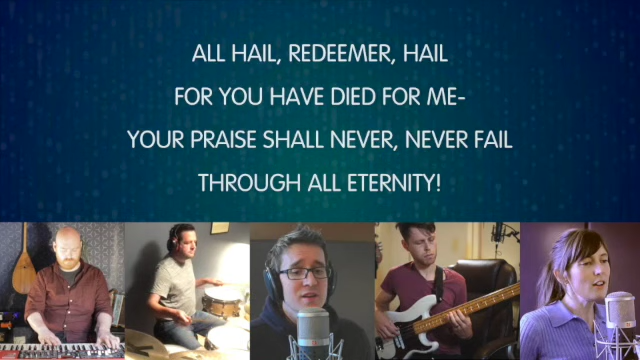 ALL HAIL, REDEEMER, HAIL
FOR YOU HAVE DIED FOR ME-
YOUR PRAISE SHALL NEVER, NEVER FAIL
THROUGH ALL ETERNITY!